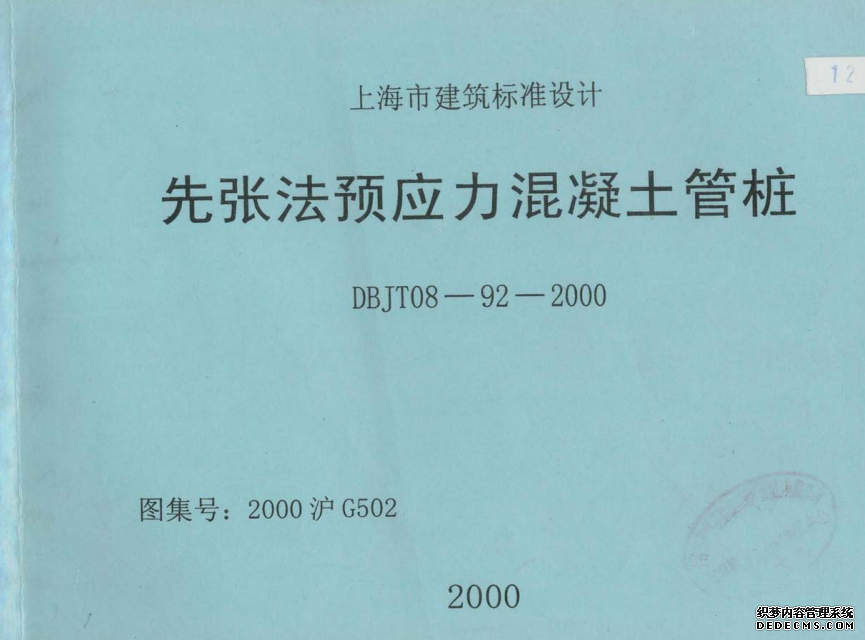 上海市建筑标准设计
12
先张法预应力混凝土管桩
DBJT08—92—2000
图集号：2000沪G502
2000
织梦内容管理系统
DEDECMS.COM